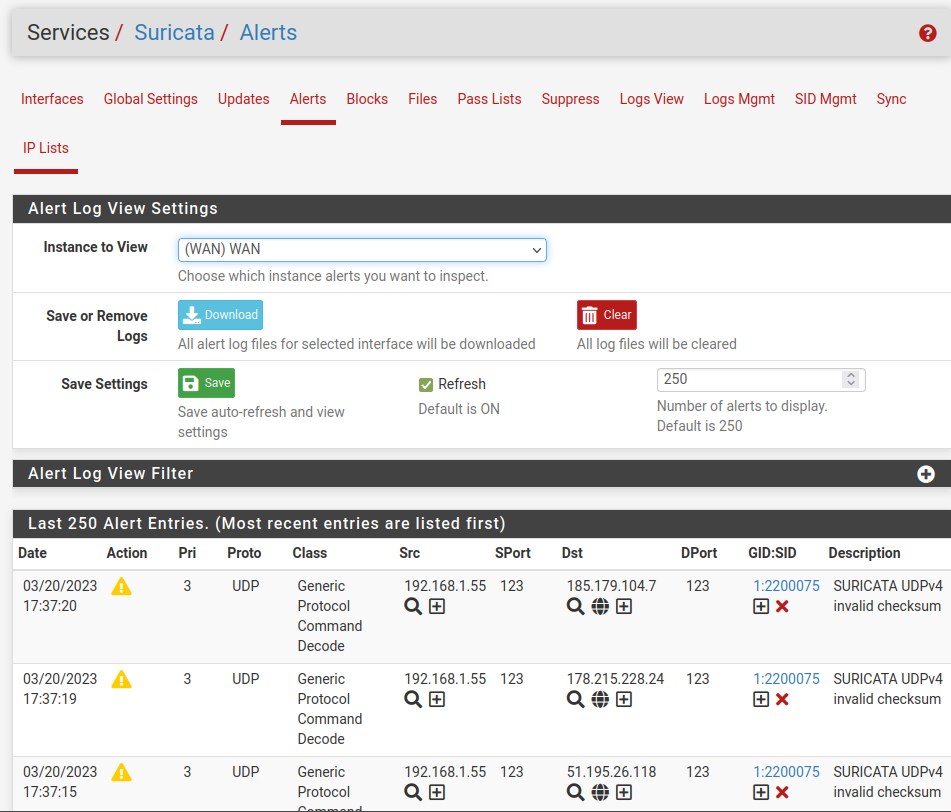 Services / Suricata / Alerts
Interfaces Global Settings Updates Alerts Blocks Files Pass Lists Suppress Logs View Logs Mgmt SID Mgmt Sync
IP Lists
Alert Log View Settings
Instance to View (WAN) WAN
Choose which instance alerts you want to inspect.
Save or Remove Logs Download Clear
All alert log files for selected interface will be downloaded All log files will be cleared
Save Settings Save Refresh 250
Save auto-refresh and view settings Default is ON Number of alerts to display.
Default is 250
Alert Log View Filter
Last 250 Alert Entries. (Most recent entries are listed first)
Date Action Pri Proto Class Src SPort Dst DPort GID:SID Description
03/20/2023 3 UDP Generic 192.168.1.55 123 185.179.104.7 123 1:2200075 SURICATA UDPv4
17:37:20 Protocol invalid checksum
Command
Decode
03/20/2023 3 UDP Generic 192.168.1.55 123 178.215.228.24 123 1:2200075 SURICATA UDPv4
17:37:19 Protocol invalid checksum
Command
Decode
03/20/2023 3 UDP Generic 192.168.1.55 123 51.195.26.118 123 1:2200075 SURICATA UDPv4
17:37:15 Protocol invalid checksum
Command